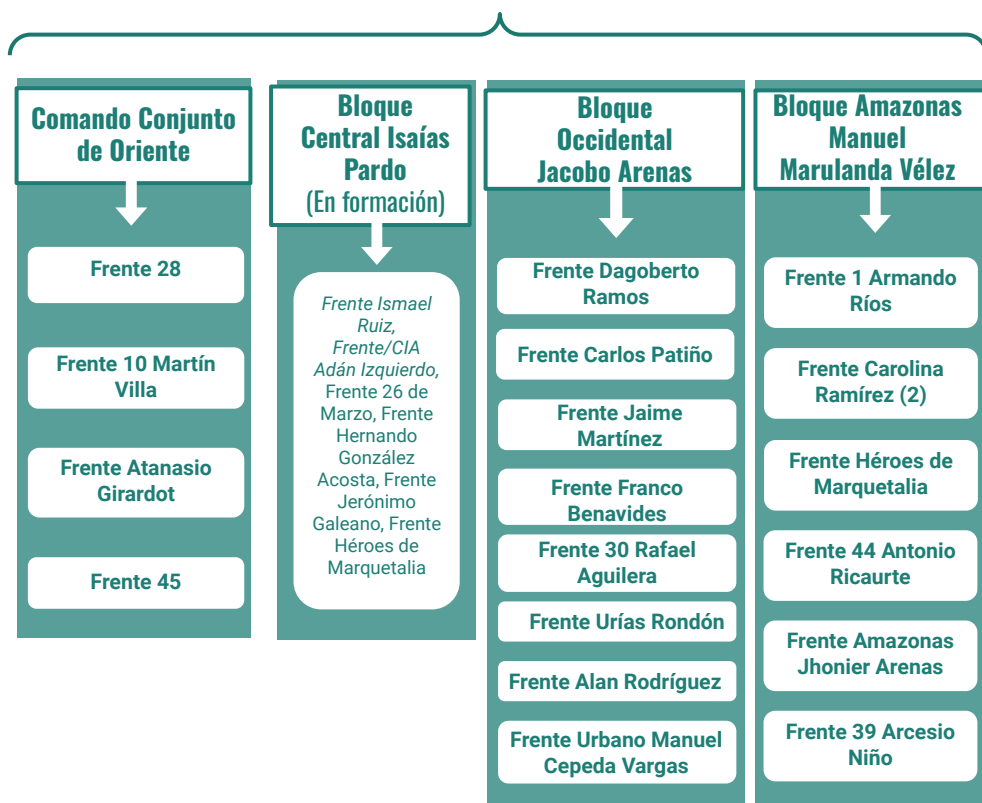 Comando Conjunto
de Oriente
Frente 28
Frente 10 Martín
Villa
Frente Atanasio
Girardot
Frente 45
Bloque
Central Isaías
Pardo
(En formación)
Frente Ismael
Ruiz,
Frente/CIA
Adán Izquierdo,
Frente 26 de
Marzo, Frente
Hernando
González
Acosta, Frente
Jerónimo
Galeano, Frente
Héroes de
Marquetalia
Bloque
Occidental
Jacobo Arenas
Frente Dagoberto
Ramos
Frente Carlos Patiño
Frente Jaime
Martínez
Frente Franco
Benavides
Frente 30 Rafael
Aguilera
Frente Urías Rondón
Frente Alan Rodríguez
Frente Urbano Manuel
Cepeda Vargas
Bloque Amazonas
Manuel
Marulanda Vélez
Frente 1 Armando
Ríos
Frente Carolina
Ramírez (2)
Frente Héroes de
Marquetalia
Frente 44 Antonio
Ricaurte
Frente Amazonas
Jhonier Arenas
Frente 39 Arcesio
Niño